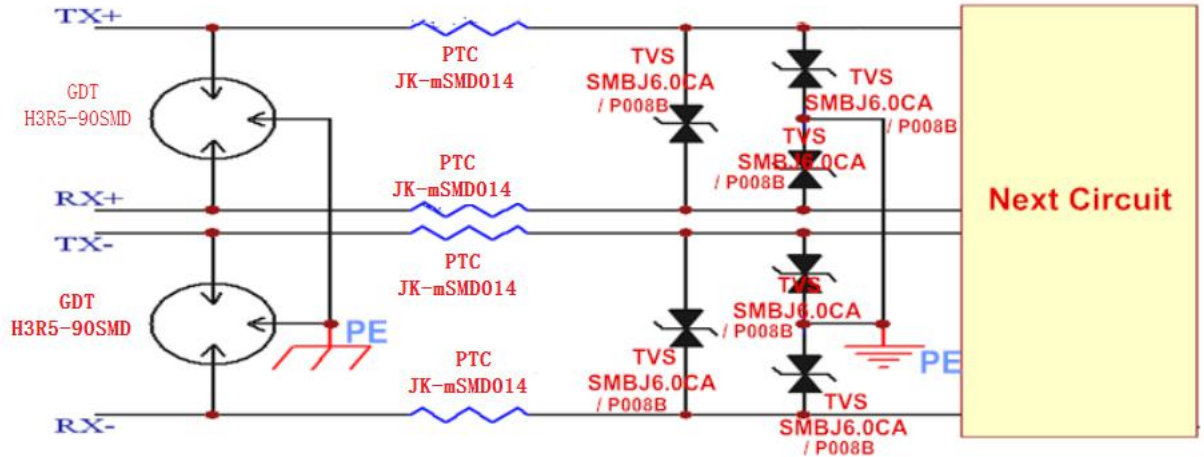 TX+
PTC
JK-mSMD014
GDT
H3R5-90SMD
TVS
SMBJ6.0CA
/ P008B
TVS
SMBJ6.0CA
/ P008B
TVS
SMBJ6.0CA
/ P008B
PTC
JK-mSMD014
RX+
Next Circuit
TX-
PTC
JK-mSMD014
GDT
H3R5-90SMD
PE
TVS
SMBJ6.0CA
/ P008B
PTC
JK-mSMD014
TVS
SMBJ6.0CA
/ P008B
PE
TVS
SMBJ6.0CA
/ P008B
RX-